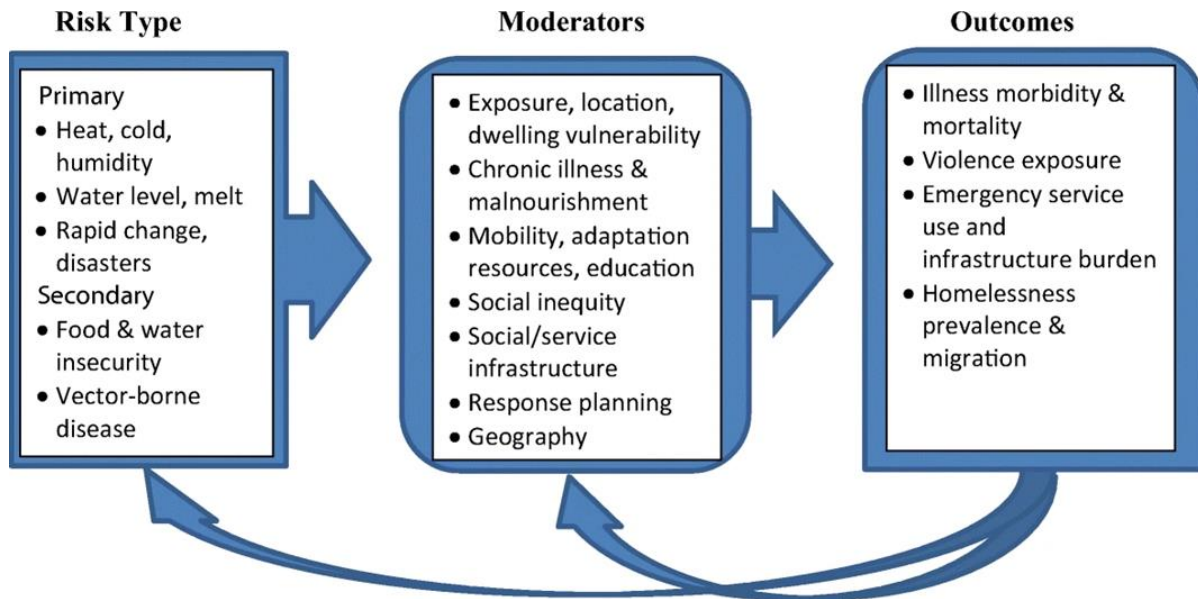 Risk Type
Moderators
Outcomes
Primary
• Heat, cold,
humidity
• Water level, melt
• Rapid change,
disasters
Secondary
• Food & water
insecurity
• Vector-borne
disease
• Exposure, location,
dwelling vulnerability
• Chronic illness &
malnourishment
• Mobility, adaptation
resources, education
• Social inequity
• Social/service
infrastructure
• Response planning
• Geography
• Illness morbidity &
mortality
• Violence exposure
• Emergency service
use and
infrastructure burden
• Homelessness
prevalence &
migration